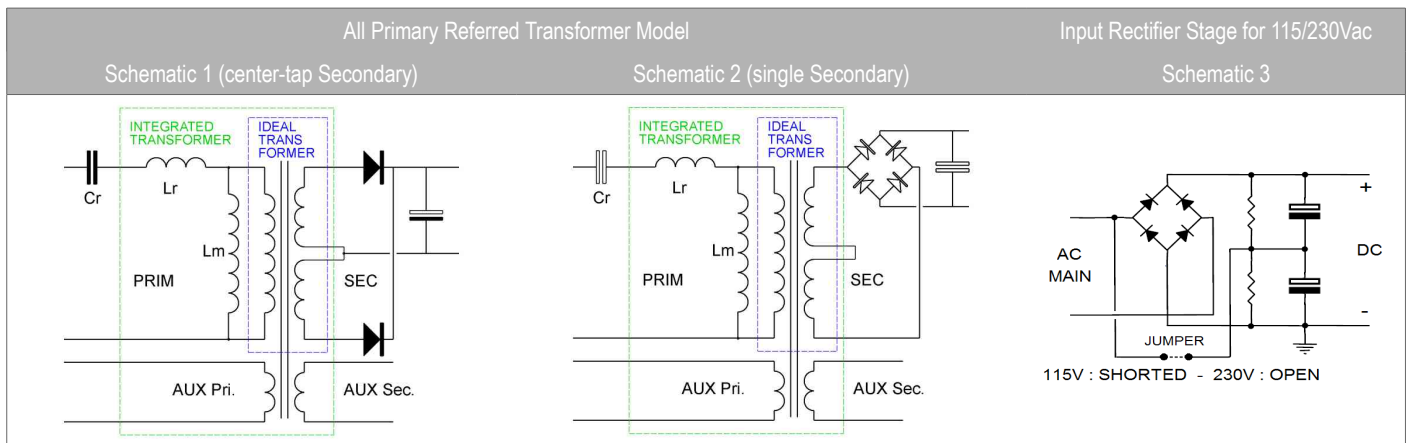 All Primary Referred Transformer Model
Input Rectifier Stage for 115/230Vac
Schematic 1 (center-tap Secondary)
Schematic 2 (single Secondary)
Schematic 3
INTEGRATED
TRANSFORMER
IDEAL
TRANS
FORMER
Cr
Lr
Lm
PRIM
SEC
AUX Pri.
AUX Sec.
INTEGRATED
TRANSFORMER
IDEAL
TRANS
FORMER
Cr
Lr
Lm
PRIM
SEC
AUX Pri.
AUX Sec.
+
AC
MAIN
DC
-
JUMPER
115V : SHORTED - 230V : OPEN